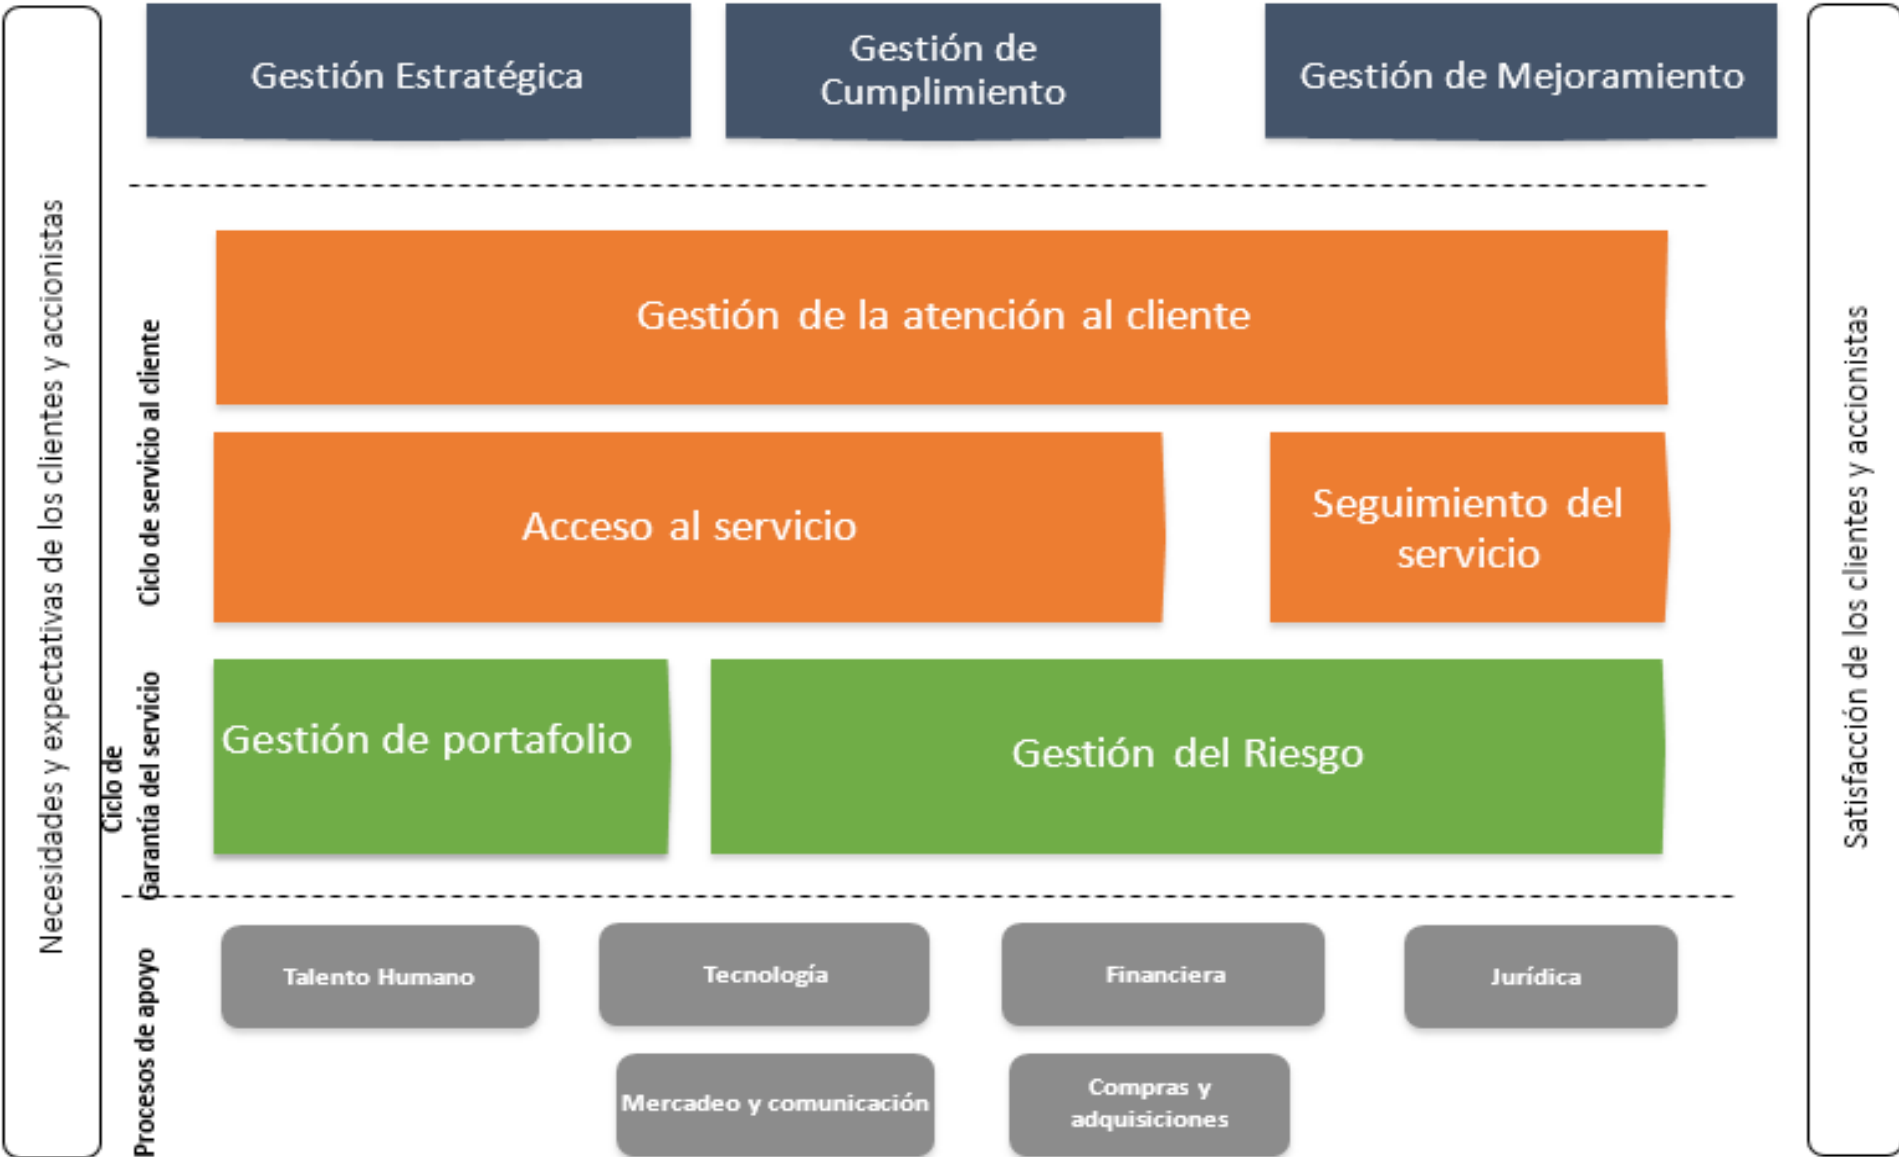 Necesidades y expectativas de los clientes y accionistas
Gestión Estratégica
Gestión de
Cumplimiento
Gestión de Mejoramiento
Ciclo de servicio al cliente
Gestión de la atención al cliente
Acceso al servicio
Seguimiento del
servicio
Ciclo de
Garantía del servicio
Gestión de portafolio
Gestión del Riesgo
Procesos de apoyo
Talento Humano
Tecnología
Financiera
Jurídica
Mercadeo y comunicación
Compras y
adquisiciones
Satisfacción de los clientes y accionistas